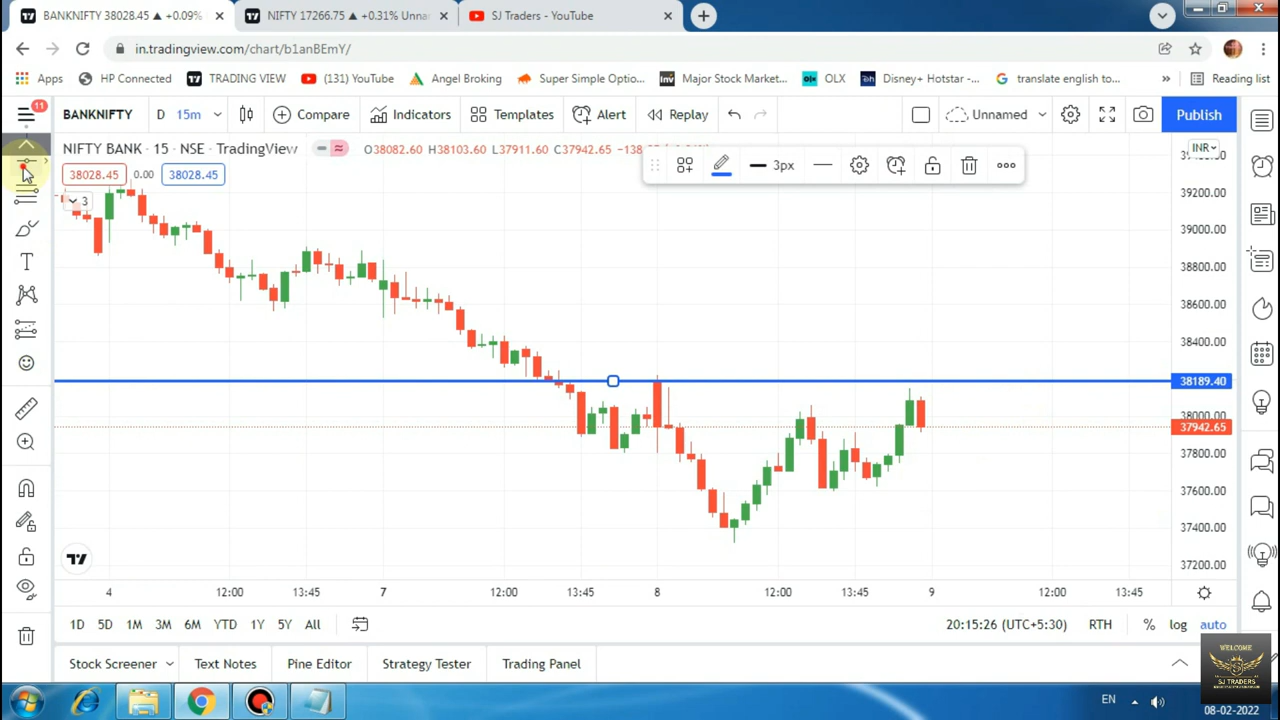 BANKNIFTY 38028.45 ▲ +0.09%
NIFTY 17266.75 ▲ +0.31% Unna
SJ Traders - YouTube
in.tradingview.com/chart/b1anBEmY/
Apps
HP Connected
TRADING VIEW
(131) YouTube
Angel Broking
Super Simple Optio...
Major Stock Market...
OLX
Disney+ Hotstar -...
translate english to...
»
Reading list
11
BANKNIFTY
D
15m
Compare
Indicators
Templates
Alert
Replay
Unnamed
Publish
NIFTY BANK · 15 · NSE · TradingView
O38082.60 H38103.60 L37911.60 C37942.65
INR
38028.45
0.00
38028.45
3px
3
39200.00
39000.00
38800.00
38600.00
38400.00
38189.40
38000.00
37942.65
37800.00
37600.00
37400.00
37200.00
4
12:00
13:45
7
12:00
13:45
8
12:00
13:45
9
12:00
13:45
1D
5D
1M
3M
6M
YTD
1Y
5Y
All
20:15:26 (UTC+5:30)
RTH
%
log
auto
Stock Screener
Text Notes
Pine Editor
Strategy Tester
Trading Panel
WELCOME
SJ TRADERS
EN
08-02-2022